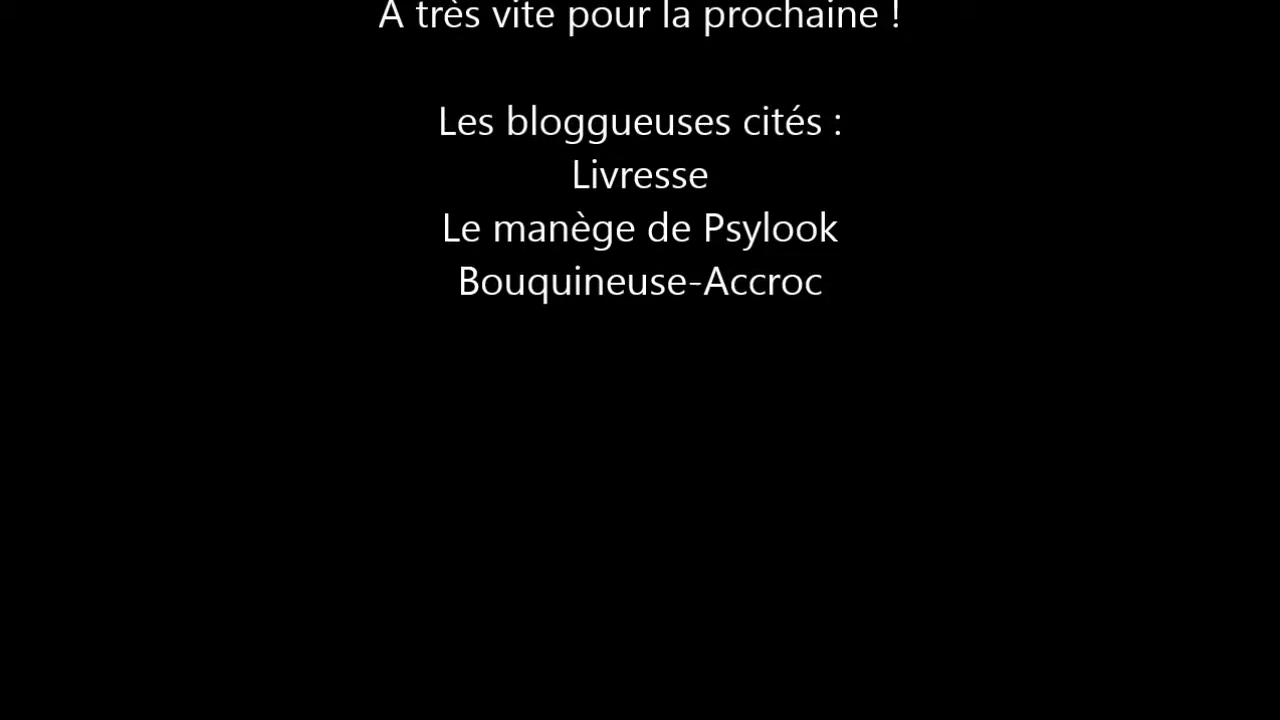 A très vite pour la prochaine !
Les bloggueuses cités :
Livresse
Le manège de Psylook
Bouquineuse-Accroc